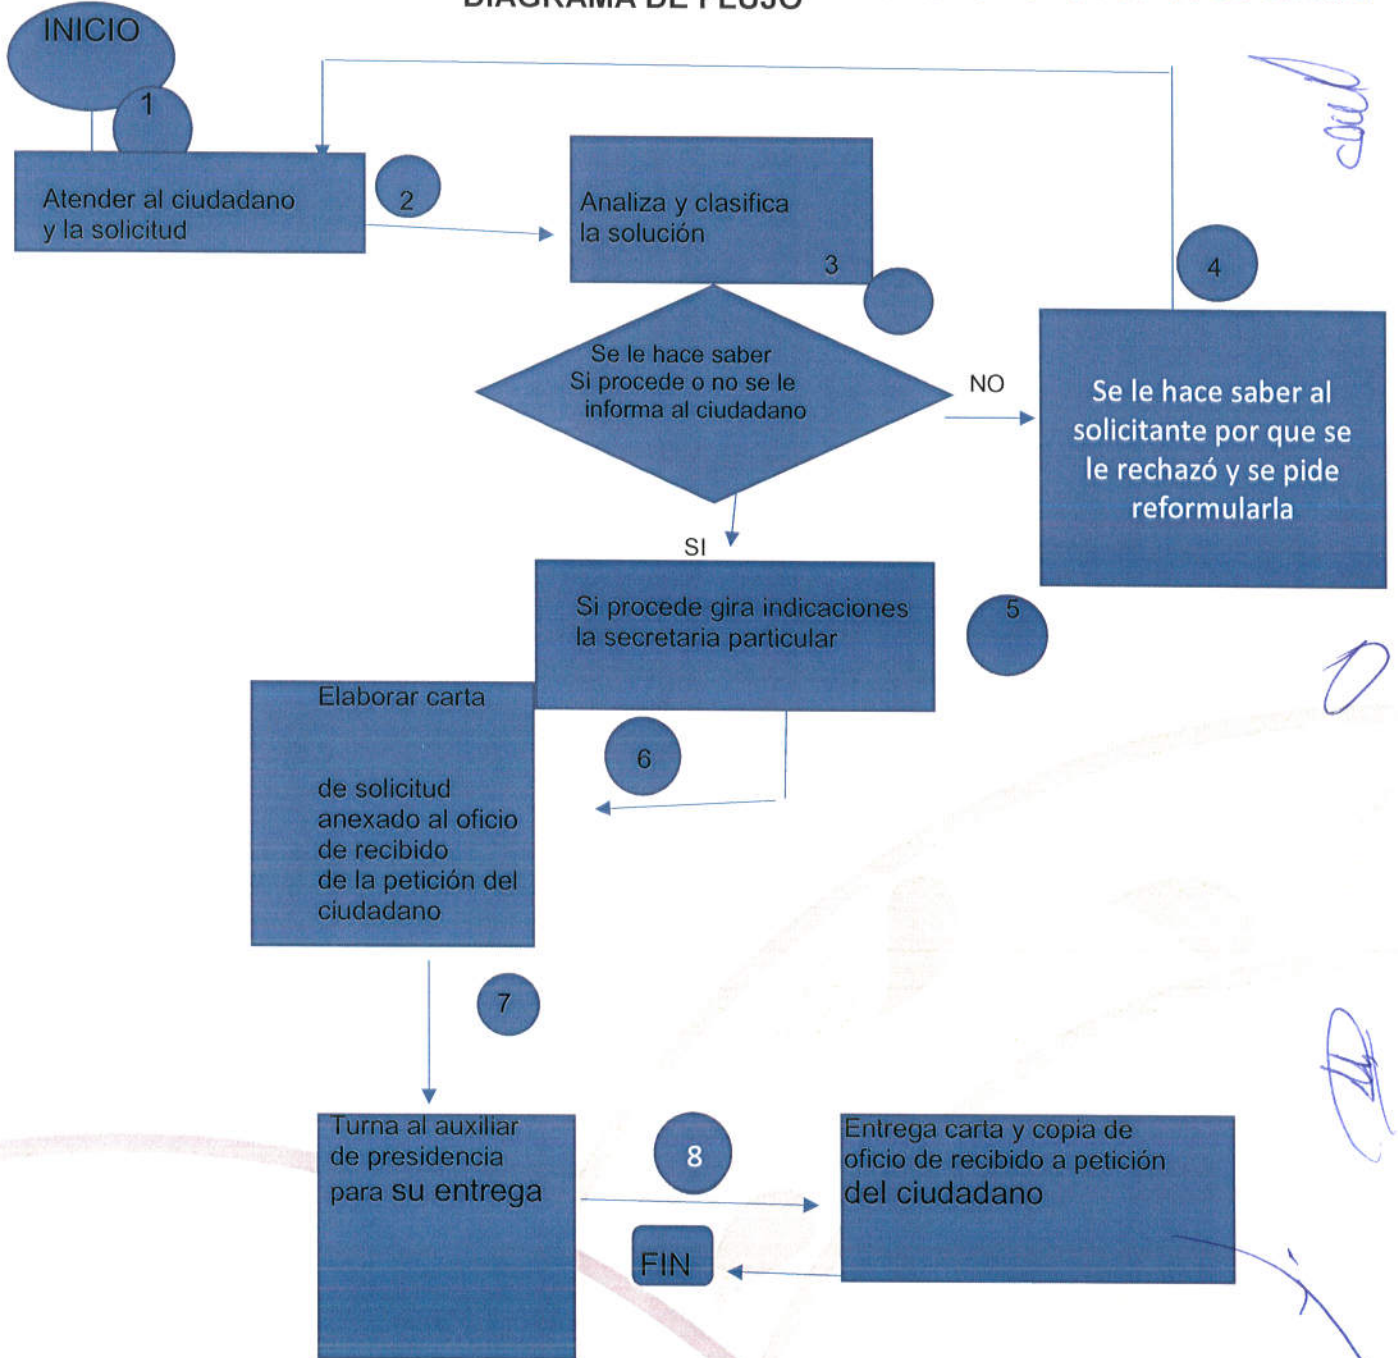 DIAGRAMA DE FLUJO
INICIO
1
Atender al ciudadano
y la solicitud
2
Analiza y clasifica
la solución
3
Se le hace saber
Si procede o no se le
informa al ciudadano
NO
4
Se le hace saber al
solicitante por que se
le rechazó y se pide
reformularla
SI
Si procede gira indicaciones
la secretaria particular
5
6
Elaborar carta
de solicitud
anexado al oficio
de recibido
de la petición del
ciudadano
7
Turna al auxiliar
de presidencia
para su entrega
8
Entrega carta y copia de
oficio de recibido a petición
del ciudadano
FIN